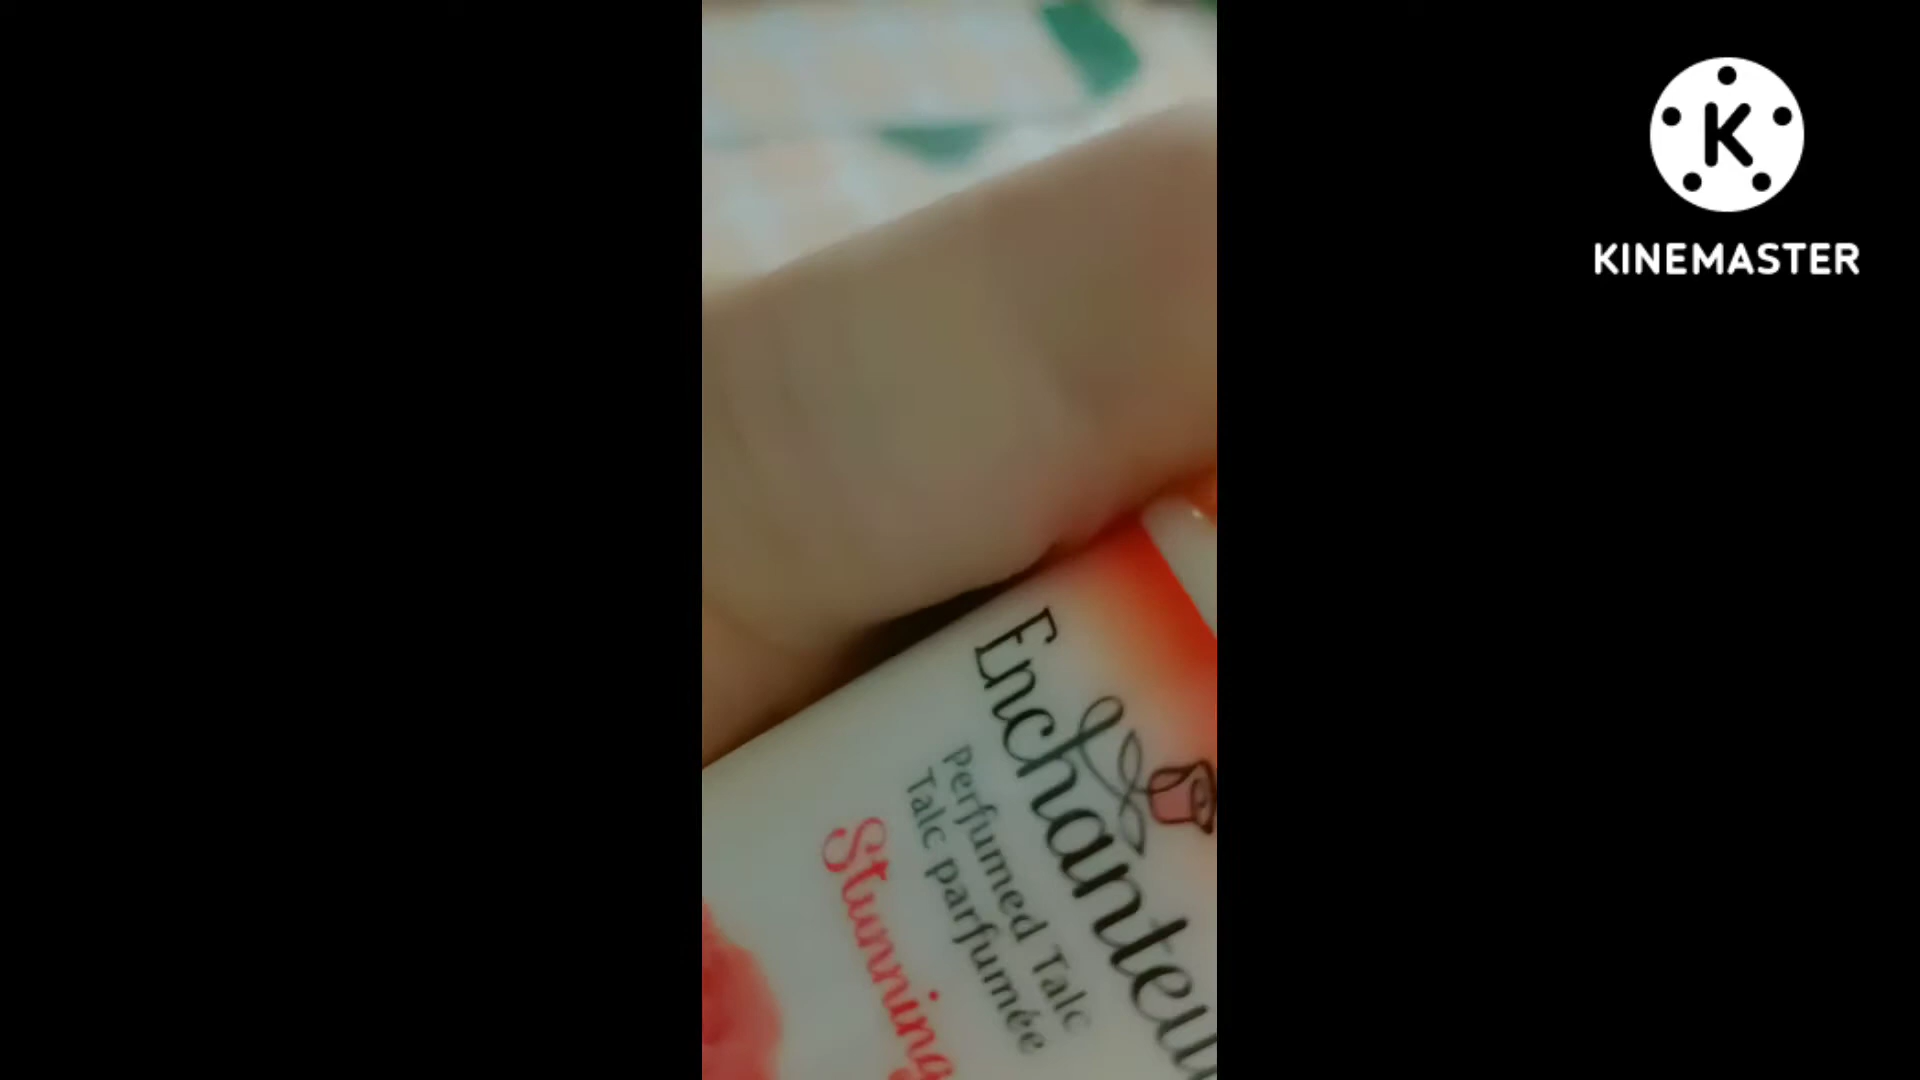 K
KINEMASTER
Enchanteu
Perfumed Talc
Talc parfumée
Stunning